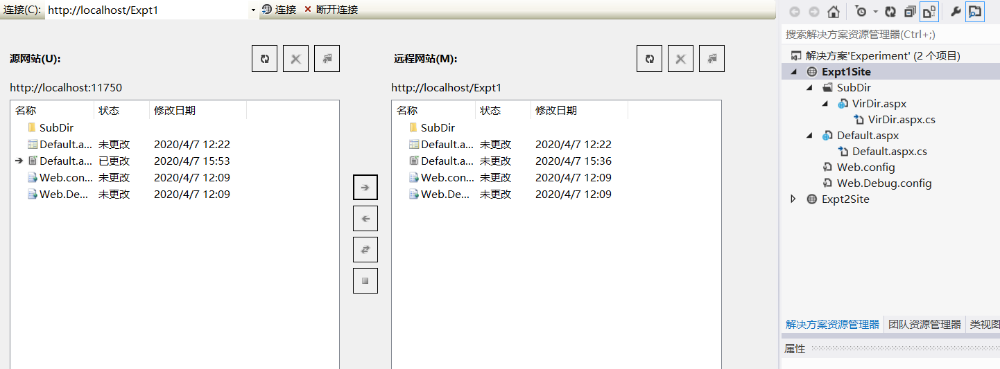 连接(C): http://localhost/Expt1 连接 断开连接
源网站(U):
http://localhost:11750
名称 状态 修改日期
SubDir
Default.a... 未更改 2020/4/7 12:22
Default.a... 已更改 2020/4/7 15:53
Web.con... 未更改 2020/4/7 12:09
Web.De... 未更改 2020/4/7 12:09
远程网站(M):
http://localhost/Expt1
名称 状态 修改日期
SubDir
Default.a... 未更改 2020/4/7 12:22
Default.a... 未更改 2020/4/7 15:36
Web.con... 未更改 2020/4/7 12:09
Web.De... 未更改 2020/4/7 12:09
搜索解决方案资源管理器(Ctrl+;)
解决方案'Experiment' (2 个项目)
Expt1Site
SubDir
VirDir.aspx
VirDir.aspx.cs
Default.aspx
Default.aspx.cs
Web.config
Web.Debug.config
Expt2Site
解决方案资源管理器 团队资源管理器 类视图
属性